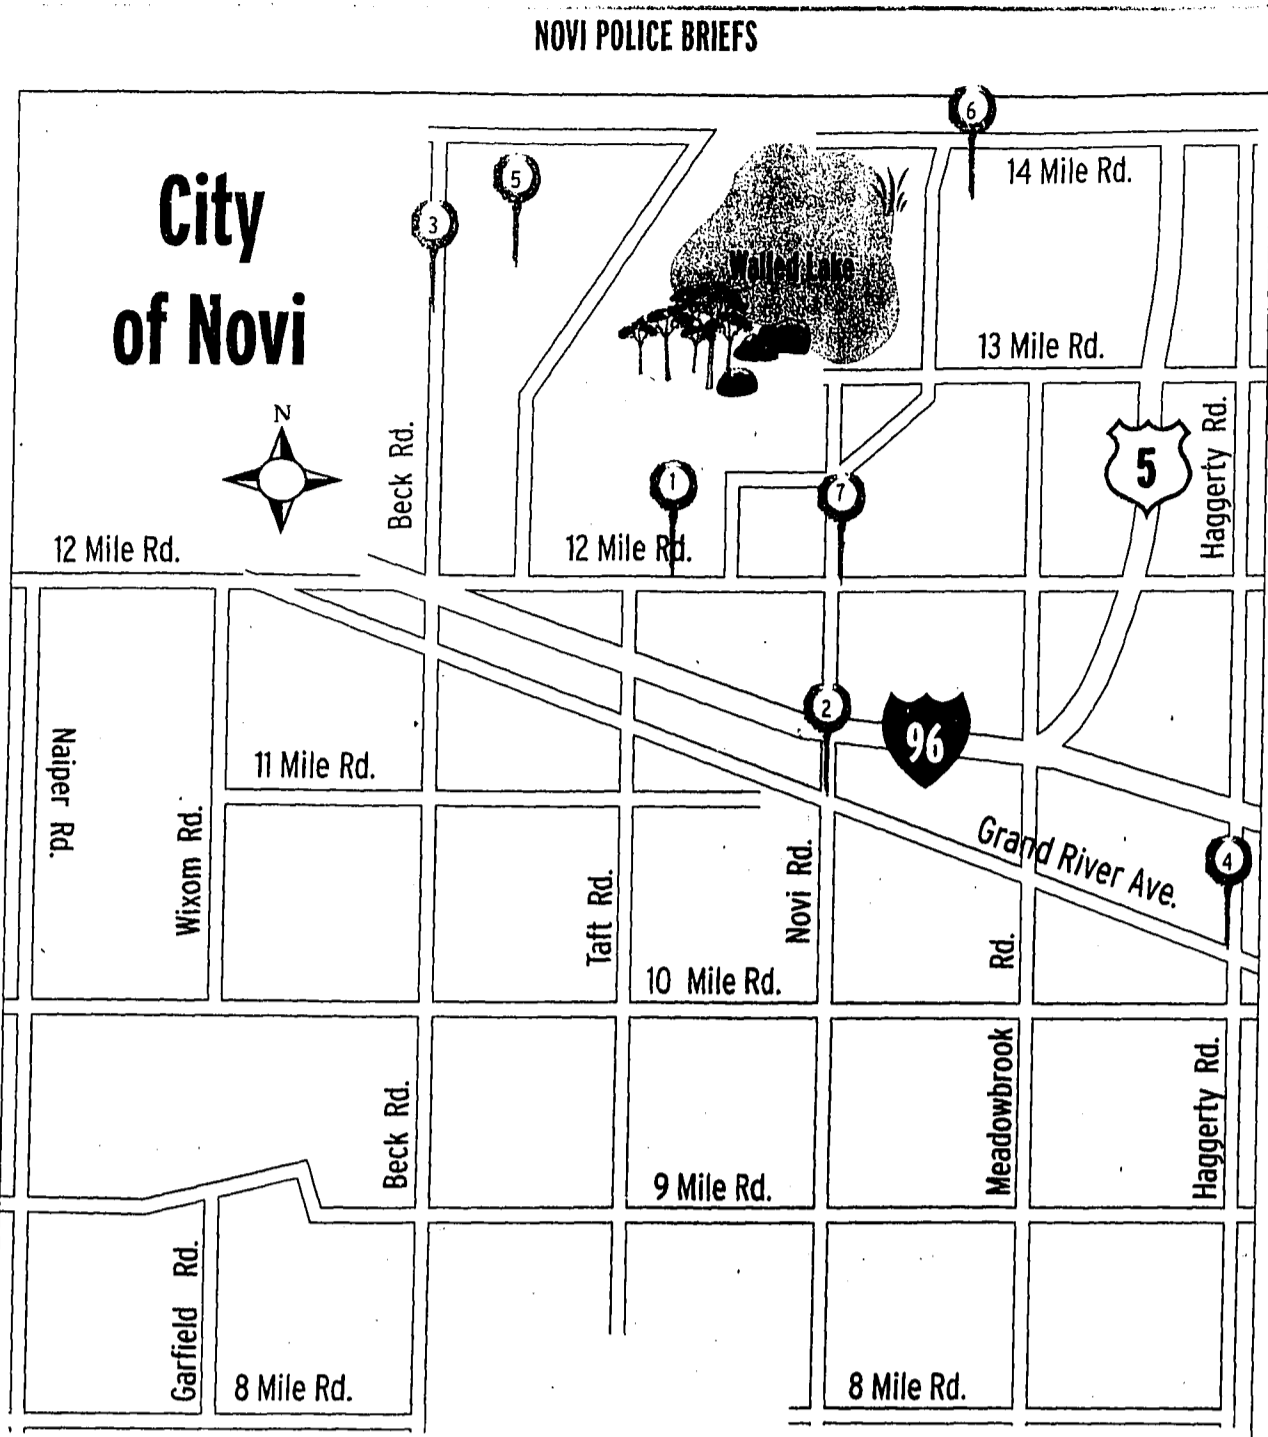 NOVI POLICE BRIEFS
6
14 Mile Rd.
City
of Novi
5
3
Walled Lake
13 Mile Rd.
N
Beck Rd.
1
7
5
Haggerty Rd.
12 Mile Rd.
12 Mile Rd.
2
96
Naiper Rd.
11 Mile Rd.
Wixom Rd.
Grand River Ave.
4
Taft Rd.
Novi Rd.
10 Mile Rd.
Meadowbrook Rd.
Beck Rd.
Haggerty Rd.
9 Mile Rd.
Garfield Rd.
8 Mile Rd.
8 Mile Rd.